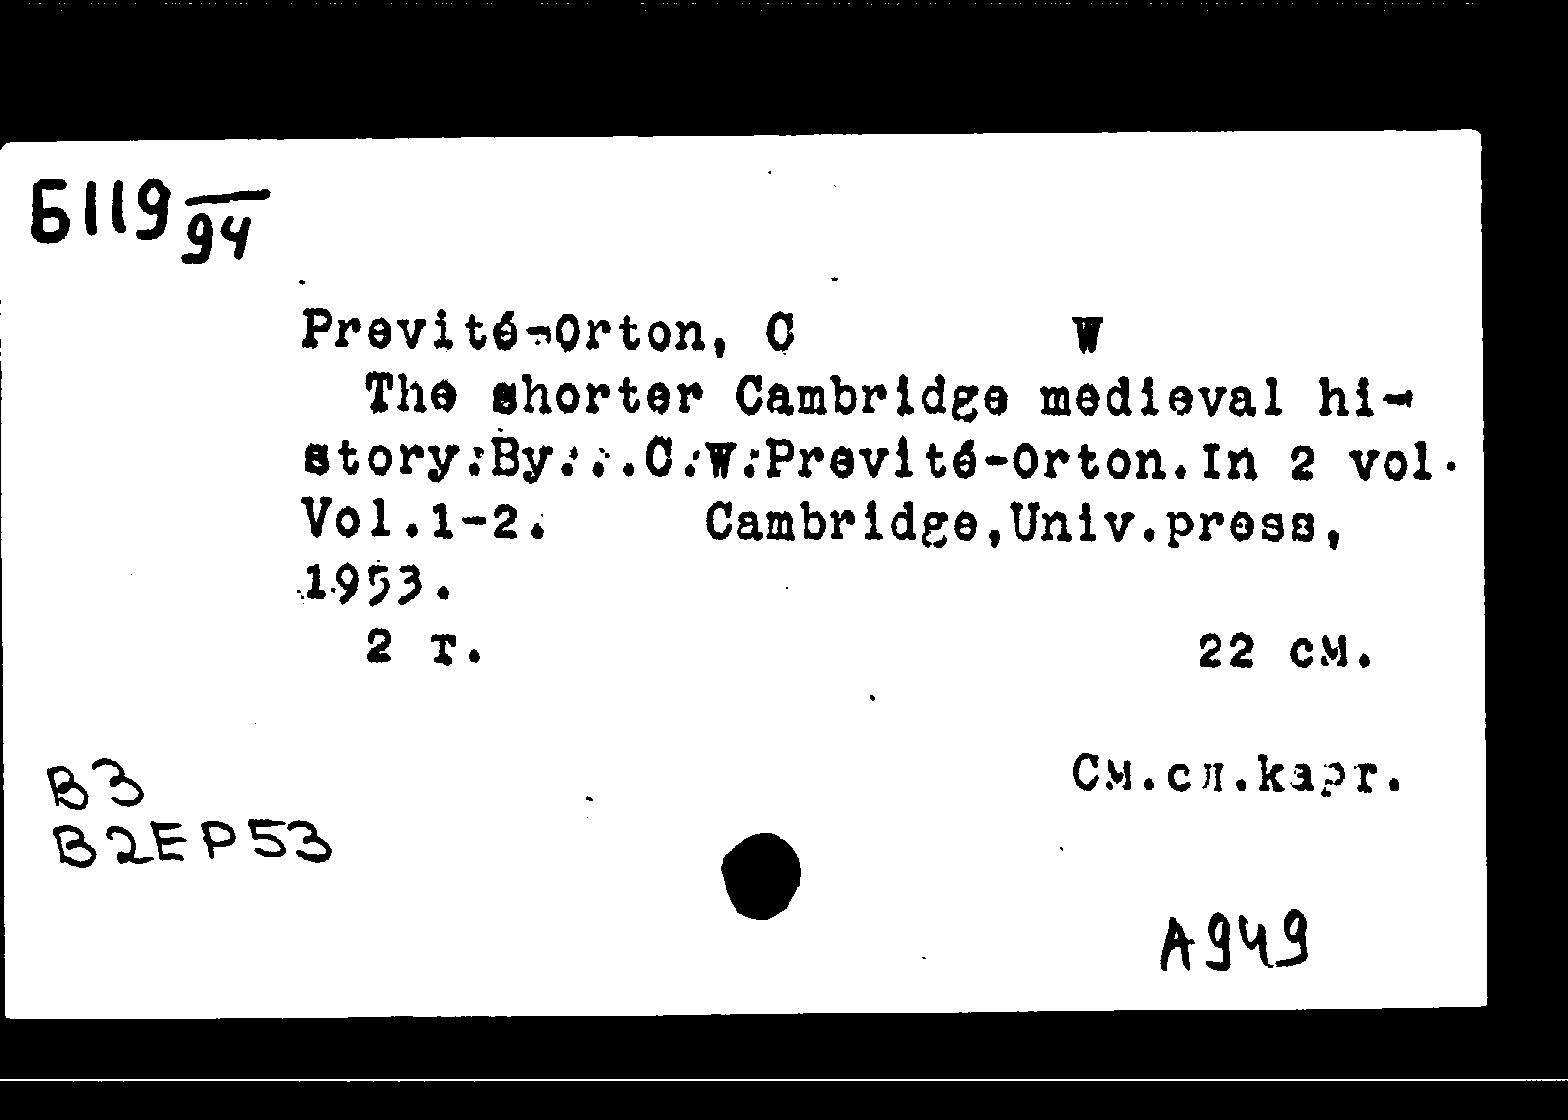 Б119 94
Previté-Orton, C W
The shorter Cambridge medieval hi-
story.By...C.W.Previté-Orton.In 2 vol.
Vol.1-2. Cambridge,Univ.press,
1953.
2 т. 22 см.
См.сл.карт.
В3
В2ЕР53
А949